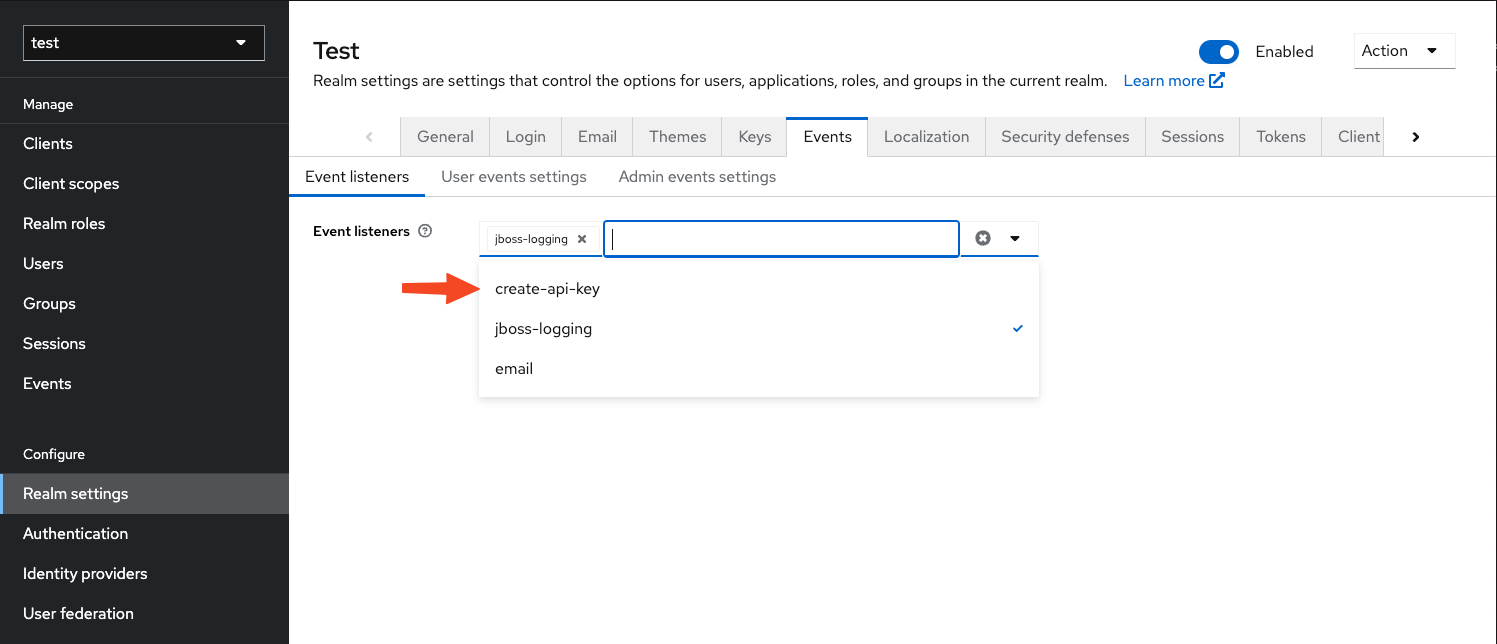 test
Manage
Clients
Client scopes
Realm roles
Users
Groups
Sessions
Events
Configure
Realm settings
Authentication
Identity providers
User federation
Test
Enabled
Action
Realm settings are settings that control the options for users, applications, roles, and groups in the current realm. Learn more
General Login Email Themes Keys Events Localization Security defenses Sessions Tokens Client
Event listeners User events settings Admin events settings
Event listeners
jboss-logging
create-api-key
jboss-logging
email